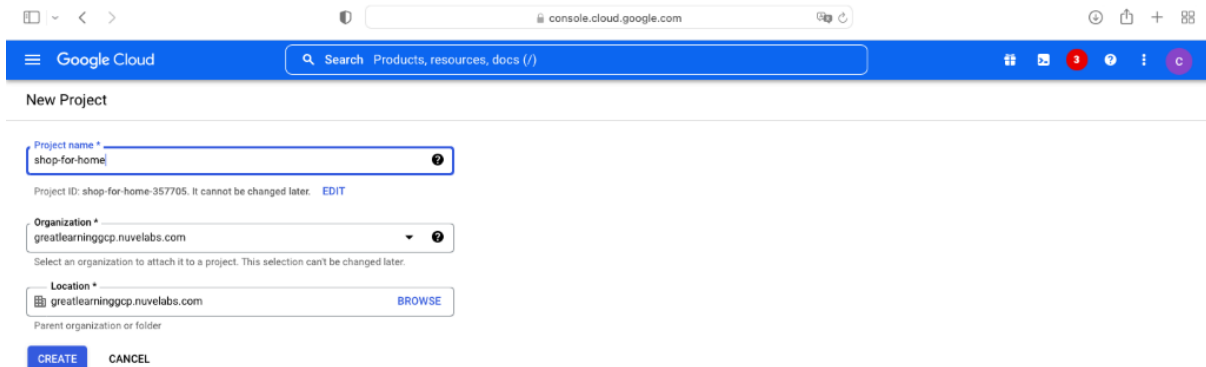 console.cloud.google.com
Google Cloud
Search Products, resources, docs (/)
3
C
New Project
Project name *
shop-for-home
Project ID: shop-for-home-357705. It cannot be changed later. EDIT
Organization *
greatlearninggcp.nuvelabs.com
Select an organization to attach it to a project. This selection can't be changed later.
Location *
greatlearninggcp.nuvelabs.com BROWSE
Parent organization or folder
CREATE CANCEL